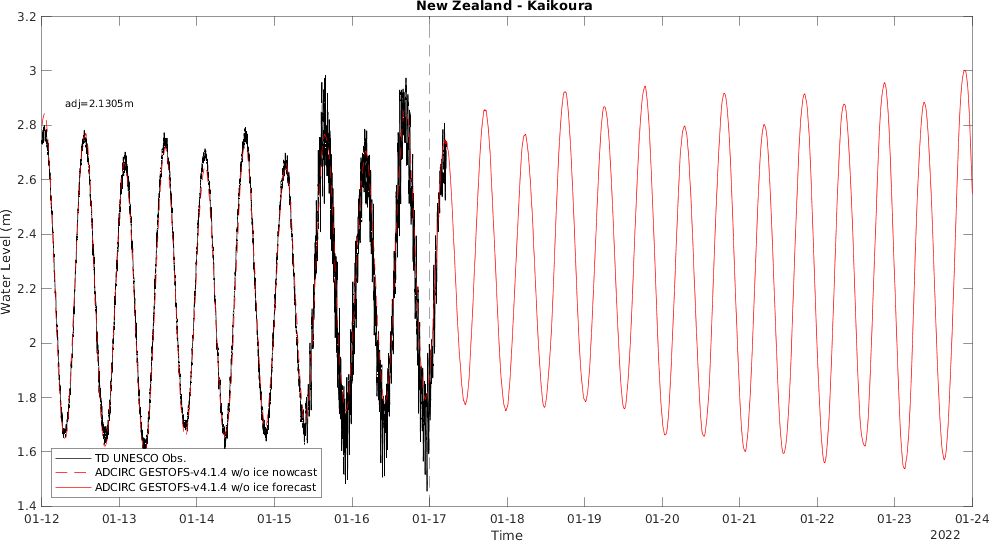 New Zealand - Kaikoura
3.2
3
2.8
2.6
2.4
2.2
2
1.8
1.6
1.4
Water Level (m)
adj=2.1305m
TD UNESCO Obs.
ADCIRC GESTOFS-v4.1.4 w/o ice nowcast
ADCIRC GESTOFS-v4.1.4 w/o ice forecast
01-12 01-13 01-14 01-15 01-16 01-17 01-18 01-19 01-20 01-21 01-22 01-23 01-24
Time
2022